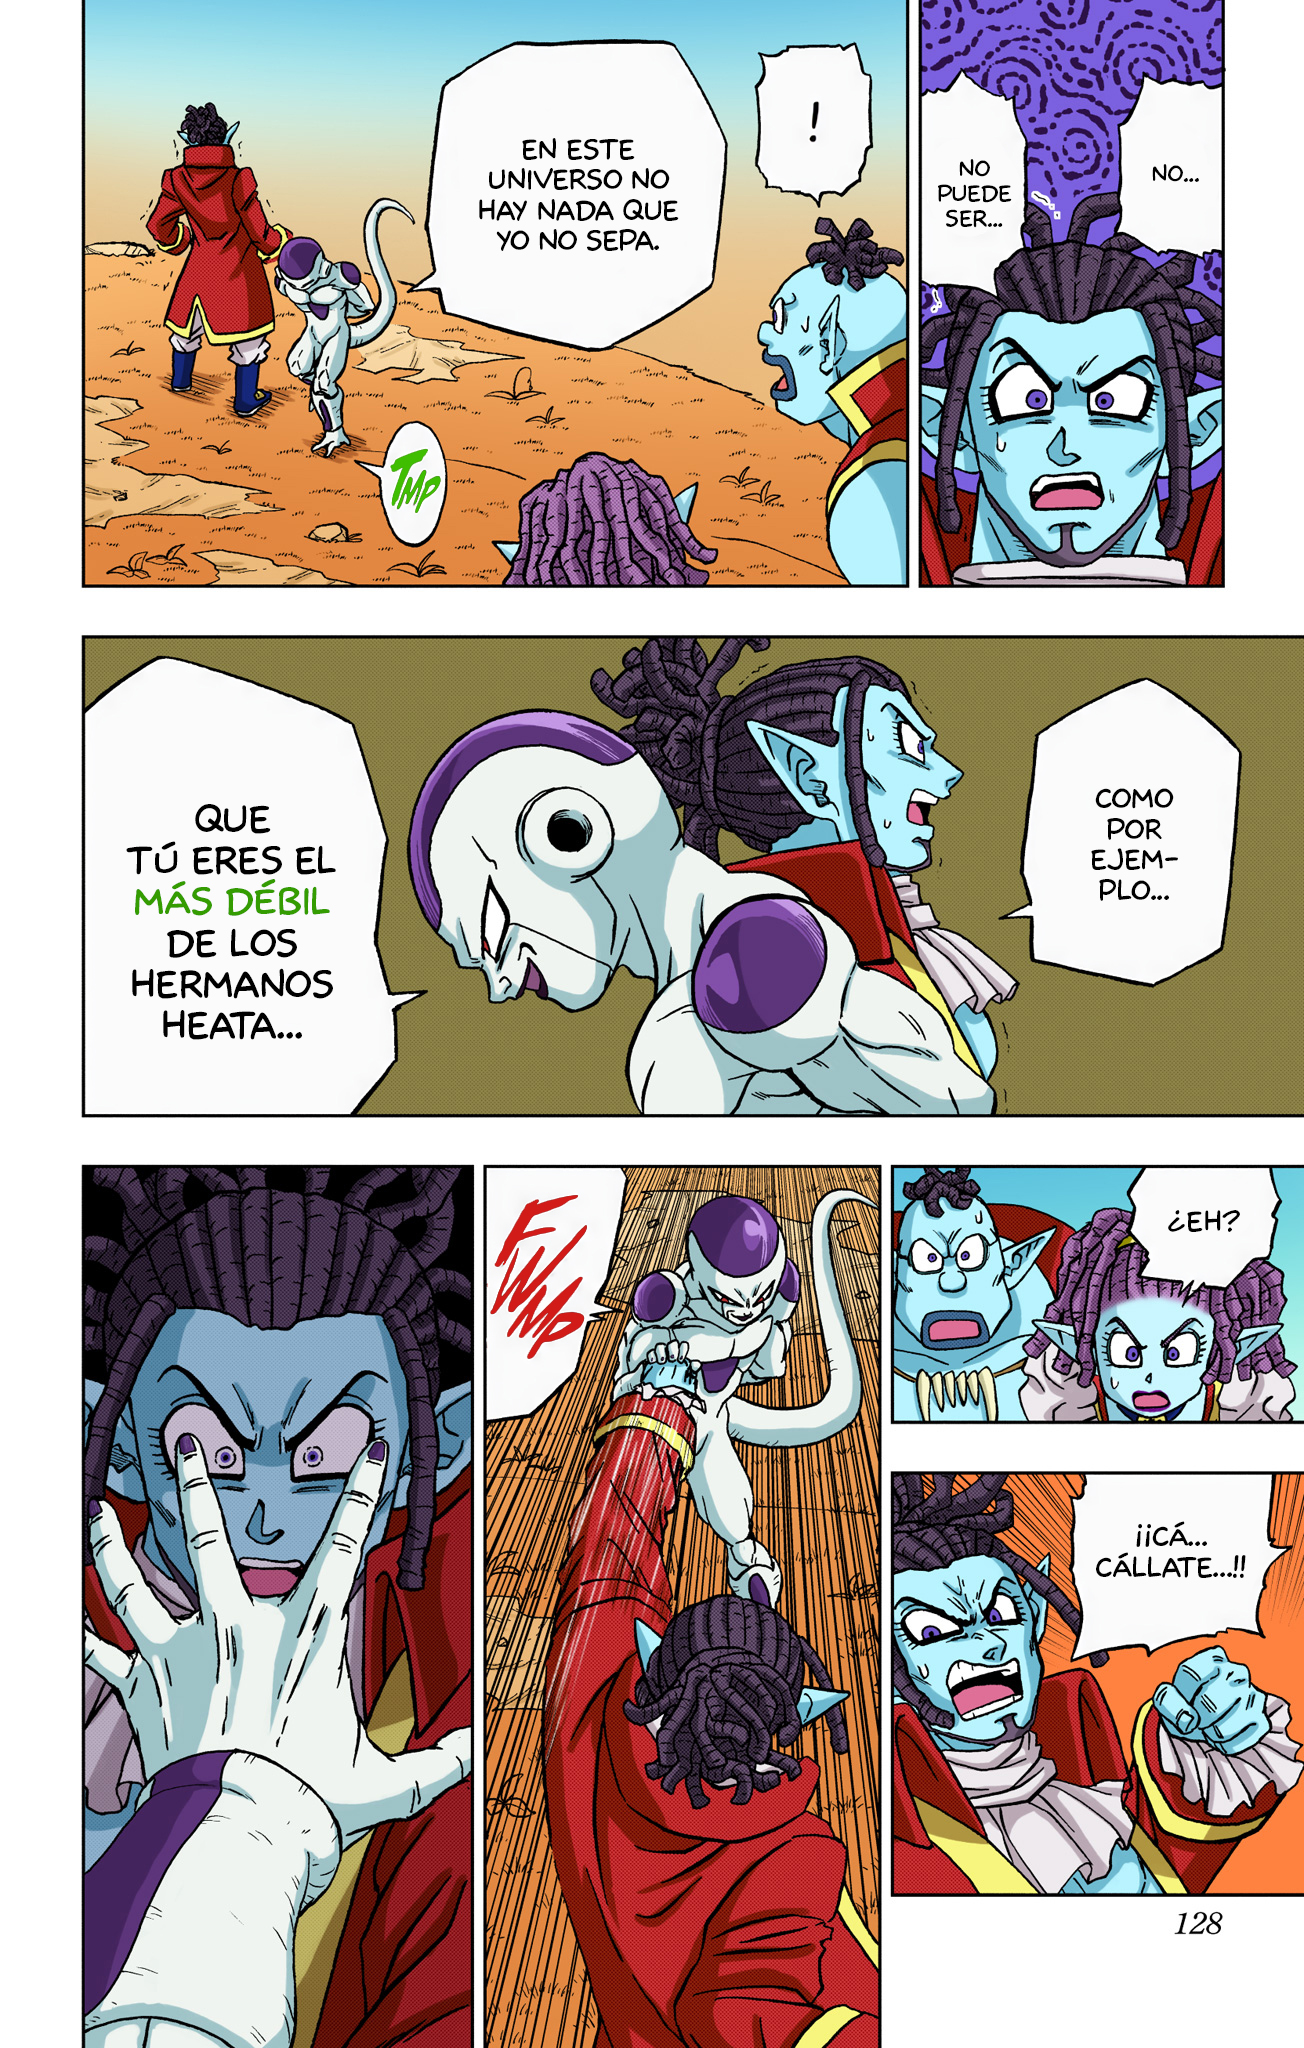 NO...
NO
PUEDE
SER...
!
EN ESTE
UNIVERSO NO
HAY NADA QUE
YO NO SEPA.
TMP
COMO
POR
EJEM-
PLO...
QUE
TÚ ERES EL
MÁS DÉBIL
DE LOS
HERMANOS
HEATA...
¿EH?
¡¡CÁ...
CÁLLATE...!!
FWMP
128